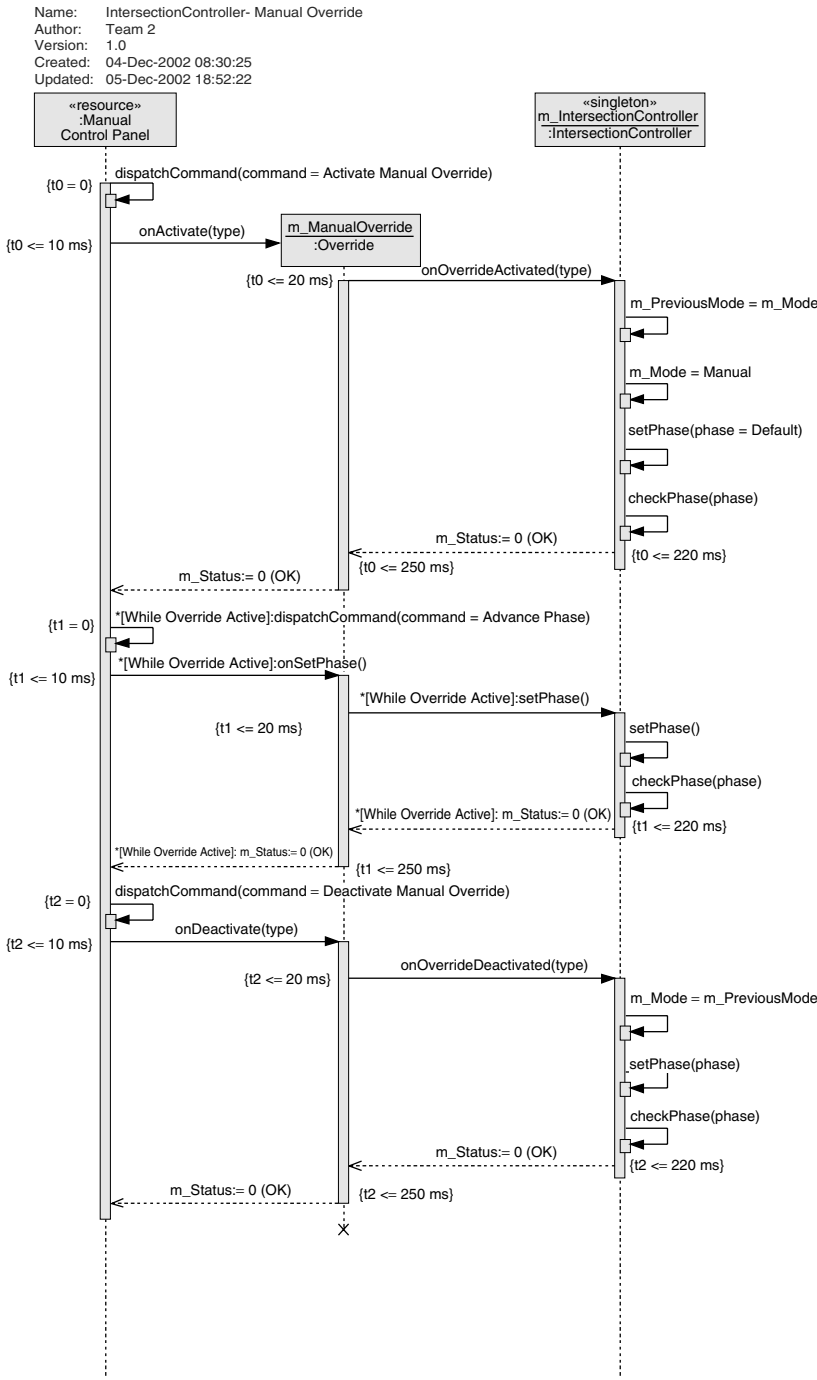 Name: IntersectionController- Manual Override
Author: Team 2
Version: 1.0
Created: 04-Dec-2002 08:30:25
Updated: 05-Dec-2002 18:52:22
«resource»
:Manual
Control Panel
«singleton»
m_IntersectionController
:IntersectionController
dispatchCommand(command = Activate Manual Override)
{t0 = 0}
onActivate(type)
m_ManualOverride
:Override
{t0 <= 10 ms}
{t0 <= 20 ms}
onOverrideActivated(type)
m_PreviousMode = m_Mode
m_Mode = Manual
setPhase(phase = Default)
checkPhase(phase)
m_Status:= 0 (OK)
{t0 <= 220 ms}
{t0 <= 250 ms}
m_Status:= 0 (OK)
*[While Override Active]:dispatchCommand(command = Advance Phase)
{t1 = 0}
*[While Override Active]:onSetPhase()
{t1 <= 10 ms}
*[While Override Active]:setPhase()
{t1 <= 20 ms}
setPhase()
checkPhase(phase)
*[While Override Active]: m_Status:= 0 (OK)
{t1 <= 220 ms}
*[While Override Active]: m_Status:= 0 (OK)
{t1 <= 250 ms}
dispatchCommand(command = Deactivate Manual Override)
{t2 = 0}
onDeactivate(type)
{t2 <= 10 ms}
onOverrideDeactivated(type)
{t2 <= 20 ms}
m_Mode = m_PreviousMode
setPhase(phase)
checkPhase(phase)
m_Status:= 0 (OK)
{t2 <= 220 ms}
m_Status:= 0 (OK)
{t2 <= 250 ms}